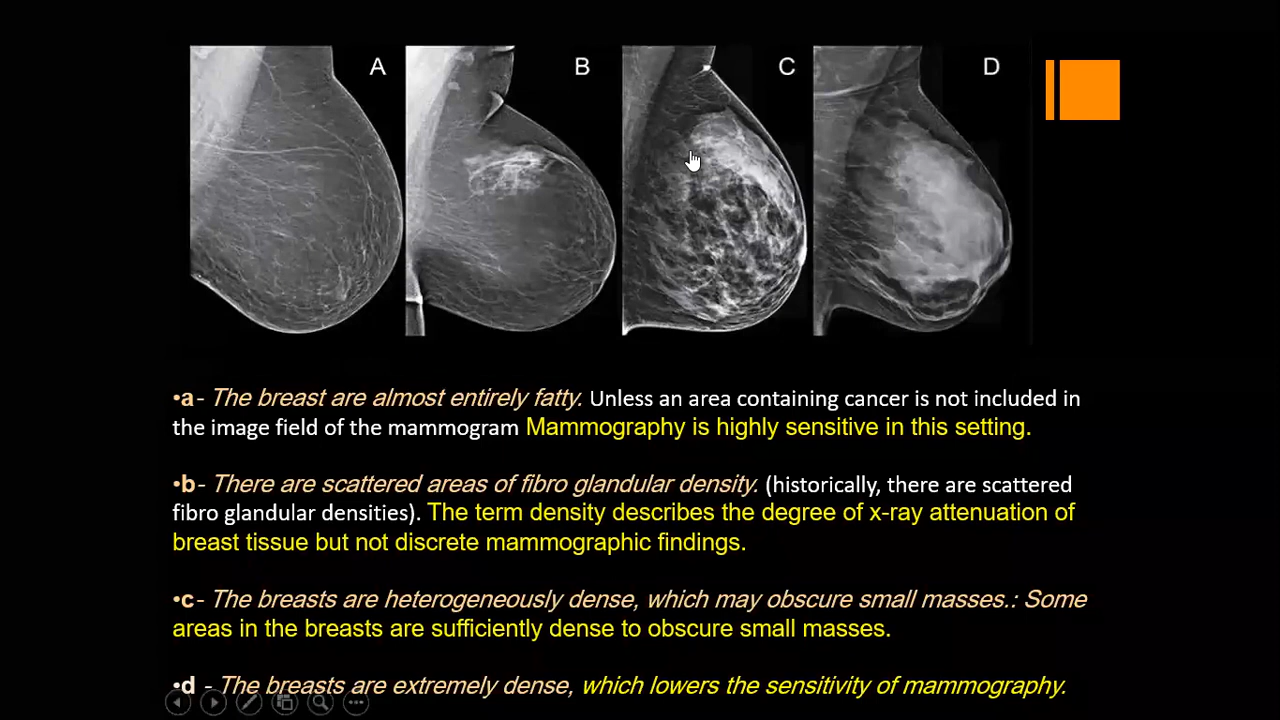 A B C D
•a- The breast are almost entirely fatty. Unless an area containing cancer is not included in
the image field of the mammogram Mammography is highly sensitive in this setting.
•b- There are scattered areas of fibro glandular density. (historically, there are scattered
fibro glandular densities). The term density describes the degree of x-ray attenuation of
breast tissue but not discrete mammographic findings.
•c- The breasts are heterogeneously dense, which may obscure small masses.: Some
areas in the breasts are sufficiently dense to obscure small masses.
•d - The breasts are extremely dense, which lowers the sensitivity of mammography.